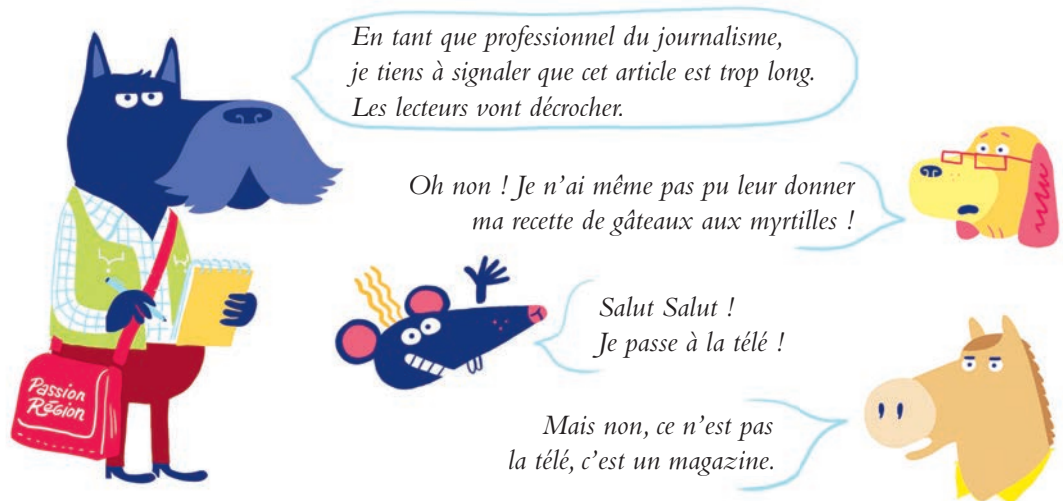 En tant que professionnel du journalisme,
je tiens à signaler que cet article est trop long.
Les lecteurs vont décrocher.
Oh non ! Je n'ai même pas pu leur donner
ma recette de gâteaux aux myrtilles !
Salut Salut !
Je passe à la télé !
Passion
Région
Mais non, ce n'est pas
la télé, c'est un magazine.